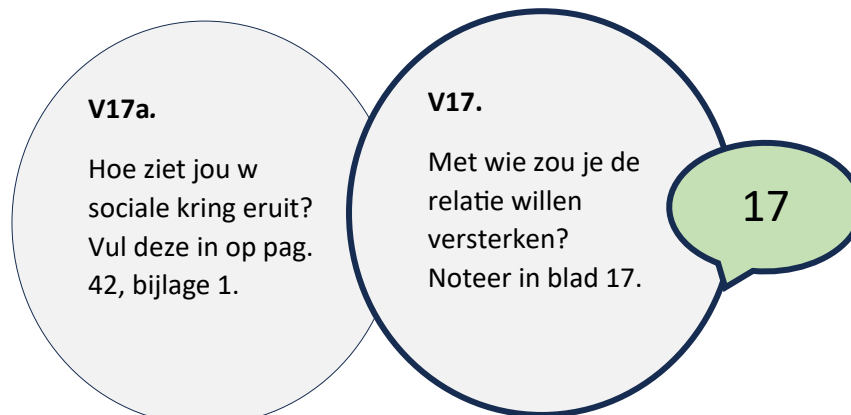 V17a.
Hoe ziet jou w
sociale kring eruit?
Vul deze in op pag.
42, bijlage 1.
V17.
Met wie zou je de
relatie willen
versterken?
Noteer in blad 17.
17